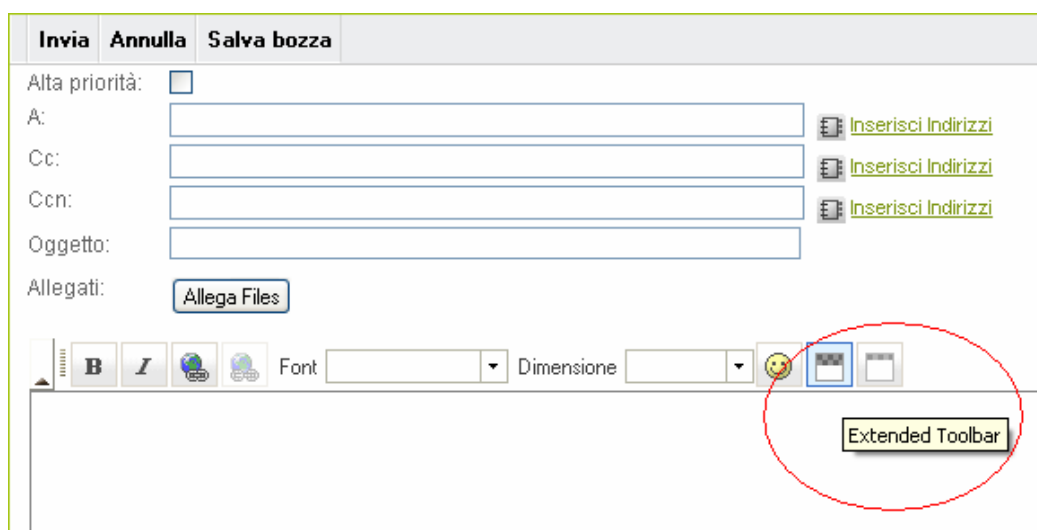 Invia Annulla Salva bozza
Alta priorità:
A: Inserisci Indirizzi
Cc: Inserisci Indirizzi
Ccn: Inserisci Indirizzi
Oggetto:
Allegati: Allega Files
B I Font Dimensione
Extended Toolbar